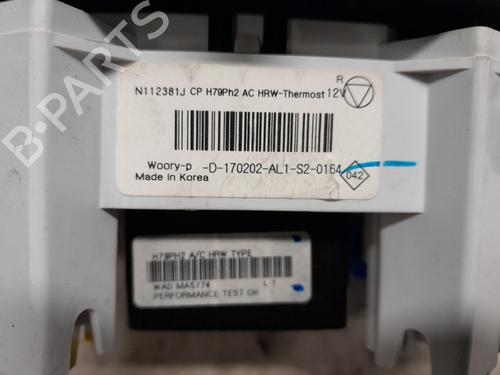 N112381J CP H79Ph2 AC HRW-Thermost 12V
R
Woory-p -D-170202-AL1-S2-0164
Made in Korea
042
H79PH2 A/C HRW TYPE
WAD MA5774 L1
PERFORMANCE TEST OK
B-PARTS